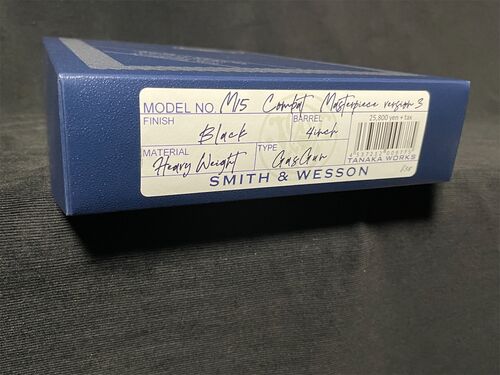 MODEL NO. M15 Combat Masterpiece version 3
FINISH Black
BARREL 4inch
25,800 yen + tax
MATERIAL Heavy Weight
TYPE GasGun
TANAKA WORKS
SMITH & WESSON